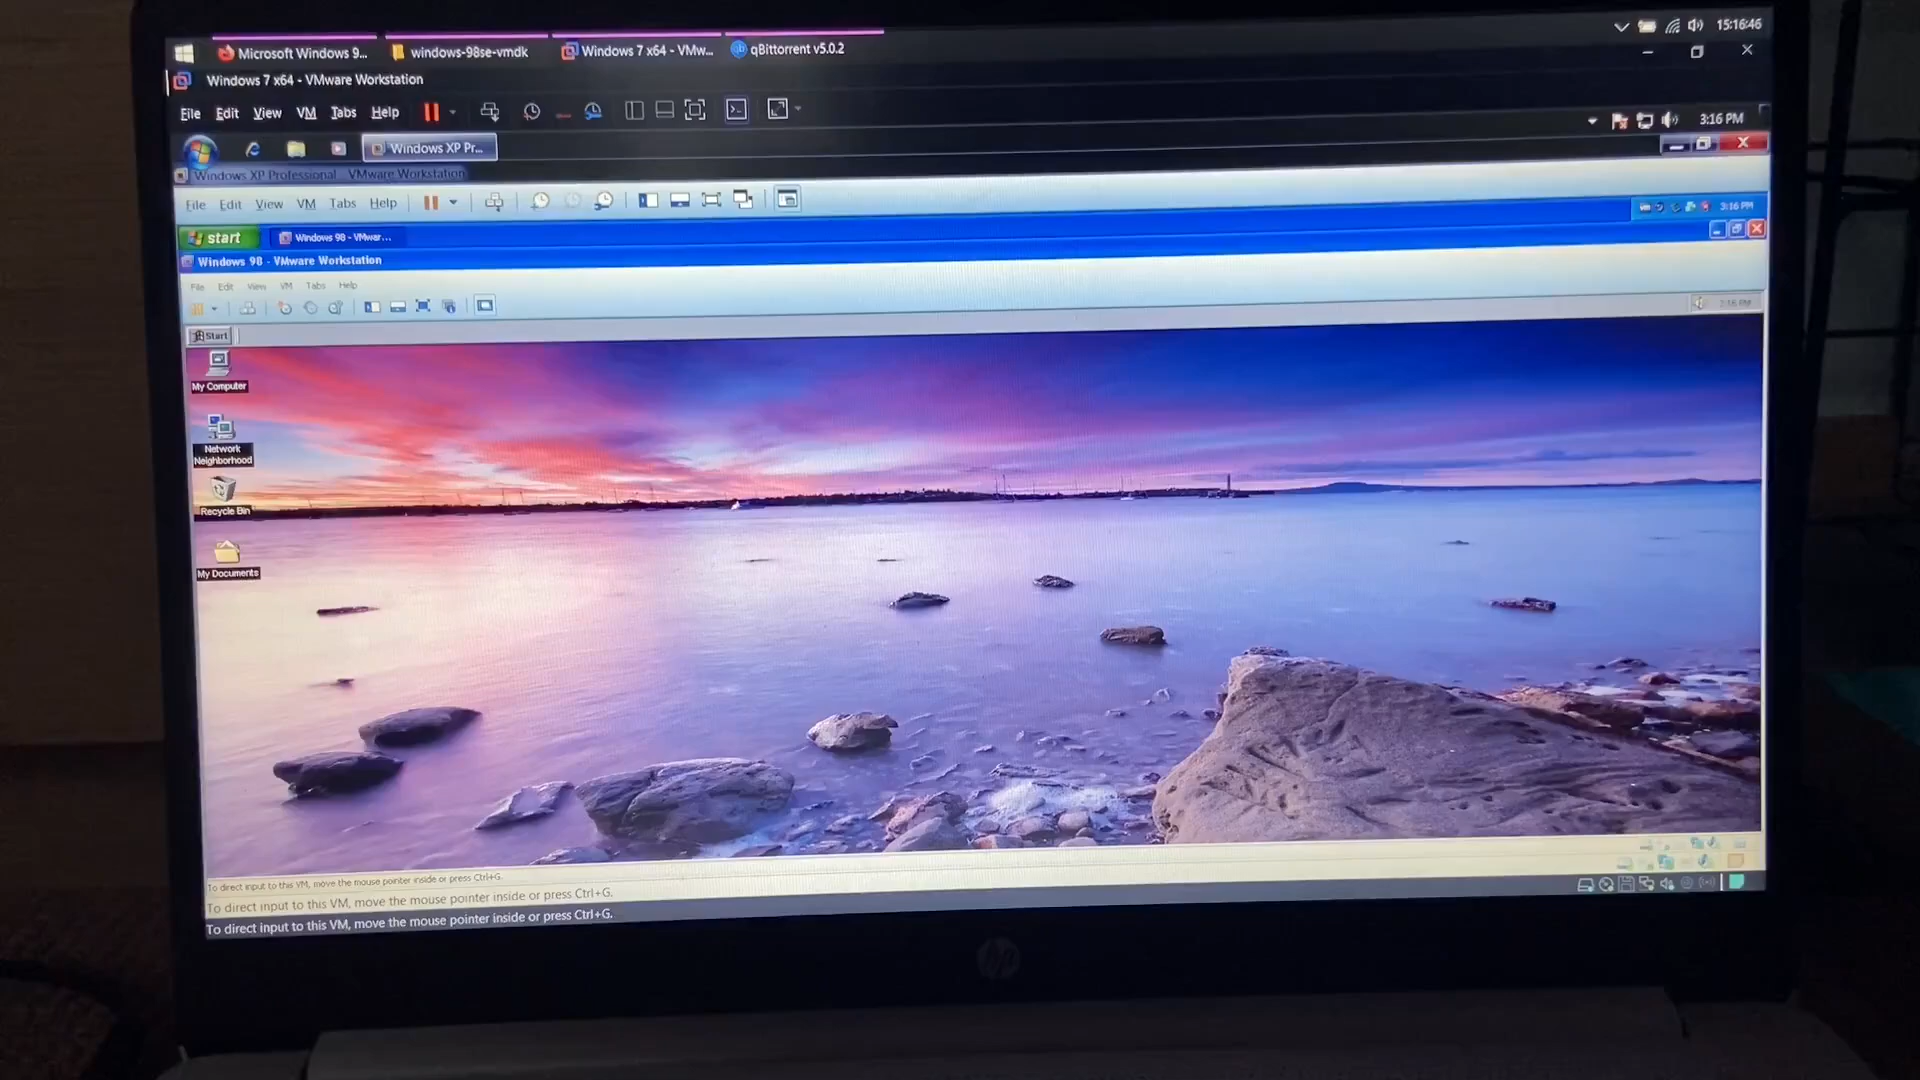 Microsoft Windows 9...
windows-98se-vmdk
Windows 7 x64 - VMw...
qBittorrent v5.0.2
15:16:46
Windows 7 x64 - VMware Workstation
File Edit View VM Tabs Help
3:16 PM
Windows XP Pr...
Windows XP Professional - VMware Workstation
File Edit View VM Tabs Help
3:16 PM
start
Windows 98 - VMwar...
Windows 98 - VMware Workstation
File Edit View VM Tabs Help
3:16 PM
Start
My Computer
Network
Neighborhood
Recycle Bin
My Documents
To direct input to this VM, move the mouse pointer inside or press Ctrl+G.
To direct input to this VM, move the mouse pointer inside or press Ctrl+G.
To direct input to this VM, move the mouse pointer inside or press Ctrl+G.
hp